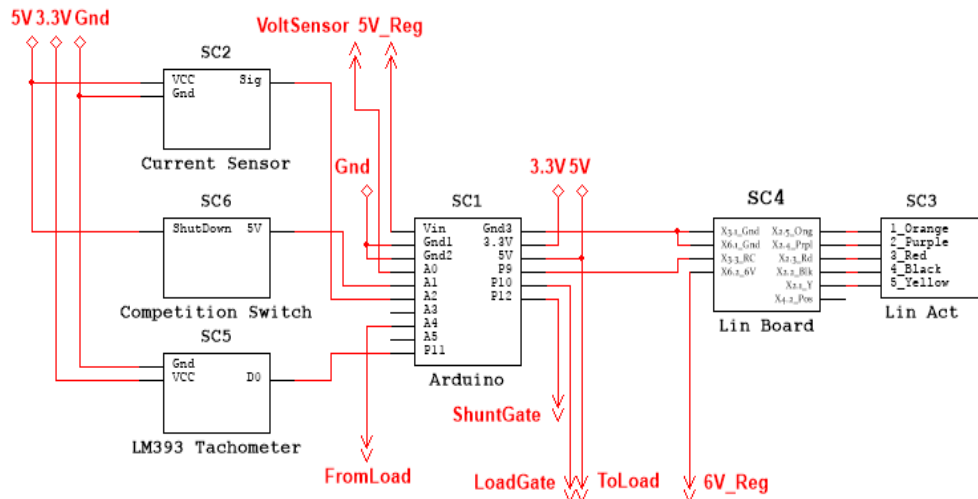 5V 3.3V Gnd
VoltSensor 5V_Reg
SC2
VCC Sig
Gnd
Current Sensor
Gnd
3.3V 5V
SC6
ShutDown 5V
Competition Switch
SC1
Vin Gnd3
Gnd1 3.3V
Gnd2 5V
A0 P9
A1 P10
A2 P12
A3
A4
A5
P11
Arduino
SC4
X3.1_Gnd X2.5_Ong
X6.1_Gnd X2.4_Prpl
X3.3_RC X2.3_Rd
X6.2_6V X2.2_Blk
X2.1_Y
X4.2_Pos
Lin Board
SC3
1_Orange
2_Purple
3_Red
4_Black
5_Yellow
Lin Act
SC5
Gnd
VCC D0
LM393 Tachometer
ShuntGate
FromLoad
LoadGate
ToLoad
6V_Reg